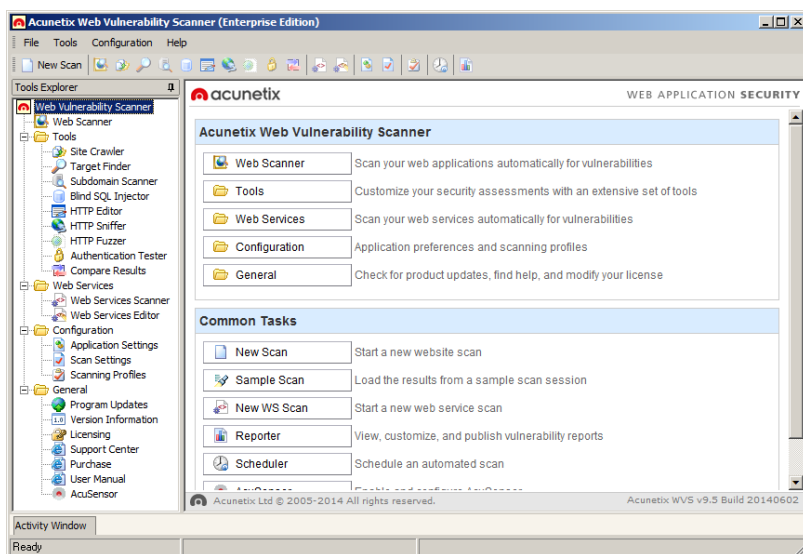 Acunetix Web Vulnerability Scanner (Enterprise Edition)
File Tools Configuration Help
New Scan
Tools Explorer
Web Vulnerability Scanner
Web Scanner
Tools
Site Crawler
Target Finder
Subdomain Scanner
Blind SQL Injector
HTTP Editor
HTTP Sniffer
HTTP Fuzzer
Authentication Tester
Compare Results
Web Services
Web Services Scanner
Web Services Editor
Configuration
Application Settings
Scan Settings
Scanning Profiles
General
Program Updates
Version Information
Licensing
Support Center
Purchase
User Manual
AcuSensor
acunetix WEB APPLICATION SECURITY
Acunetix Web Vulnerability Scanner
Web Scanner Scan your web applications automatically for vulnerabilities
Tools Customize your security assessments with an extensive set of tools
Web Services Scan your web services automatically for vulnerabilities
Configuration Application preferences and scanning profiles
General Check for product updates, find help, and modify your license
Common Tasks
New Scan Start a new website scan
Sample Scan Load the results from a sample scan session
New WS Scan Start a new web service scan
Reporter View, customize, and publish vulnerability reports
Scheduler Schedule an automated scan
Acunetix Ltd © 2005-2014 All rights reserved. Acunetix WVS v9.5 Build 20140602
Activity Window
Ready